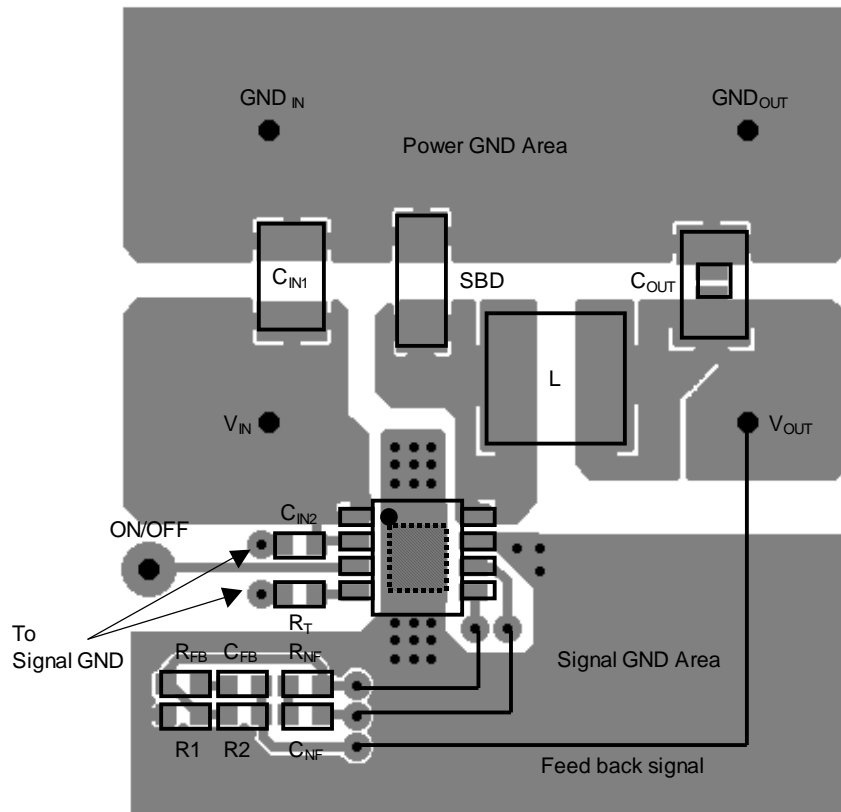 GND IN
GNDOUT
Power GND Area
CIN1
SBD
COUT
L
VIN
VOUT
CIN2
ON/OFF
RT
To
Signal GND
RFB CFB RNF
Signal GND Area
R1 R2 CNF
Feed back signal